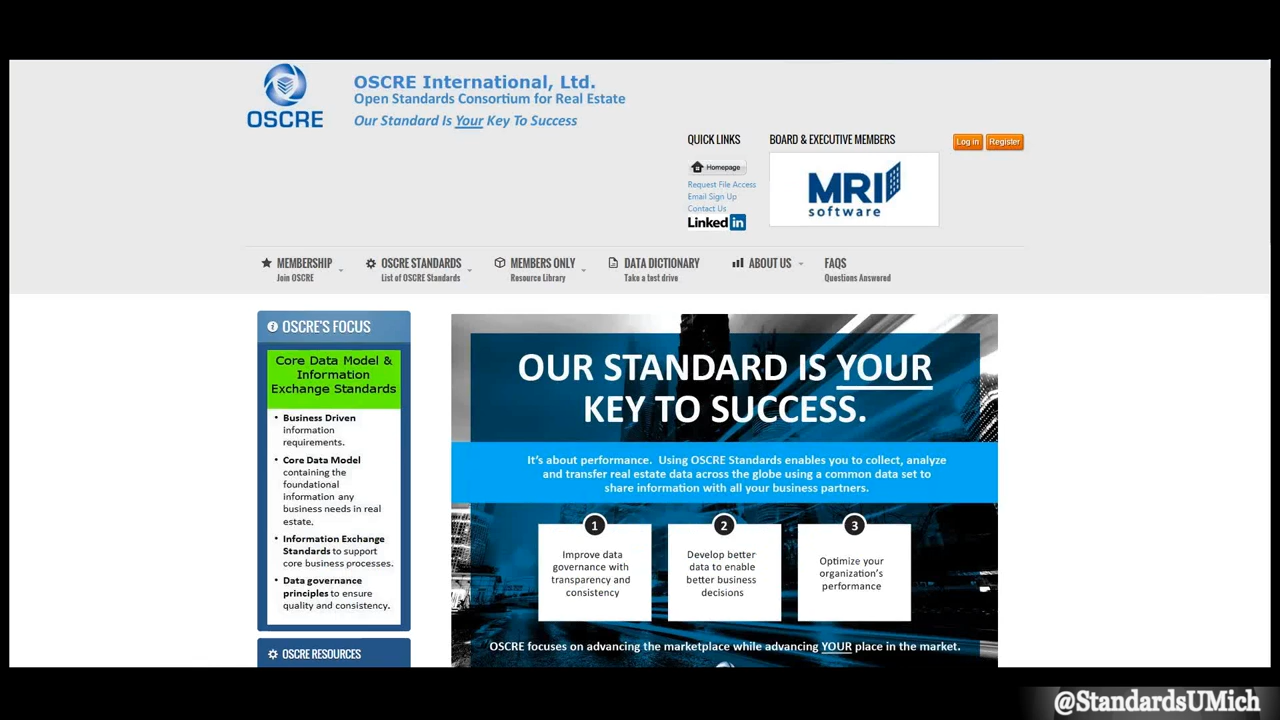 OSCRE
OSCRE International, Ltd.
Open Standards Consortium for Real Estate
Our Standard Is Your Key To Success
QUICK LINKS
Homepage
Request File Access
Email Sign Up
Contact Us
Linked in
BOARD & EXECUTIVE MEMBERS
MRI
software
Log in
Register
MEMBERSHIP
Join OSCRE
OSCRE STANDARDS
List of OSCRE Standards
MEMBERS ONLY
Resource Library
DATA DICTIONARY
Take a test drive
ABOUT US
FAQS
Questions Answered
OSCRE'S FOCUS
Core Data Model &
Information
Exchange Standards
• Business Driven
information
requirements.
• Core Data Model
containing the
foundational
information any
business needs in real
estate.
• Information Exchange
Standards to support
core business processes.
• Data governance
principles to ensure
quality and consistency.
OSCRE RESOURCES
OUR STANDARD IS YOUR
KEY TO SUCCESS.
It's about performance. Using OSCRE Standards enables you to collect, analyze
and transfer real estate data across the globe using a common data set to
share information with all your business partners.
1
Improve data
governance with
transparency and
consistency
2
Develop better
data to enable
better business
decisions
3
Optimize your
organization's
performance
OSCRE focuses on advancing the marketplace while advancing YOUR place in the market.
@StandardsUMich